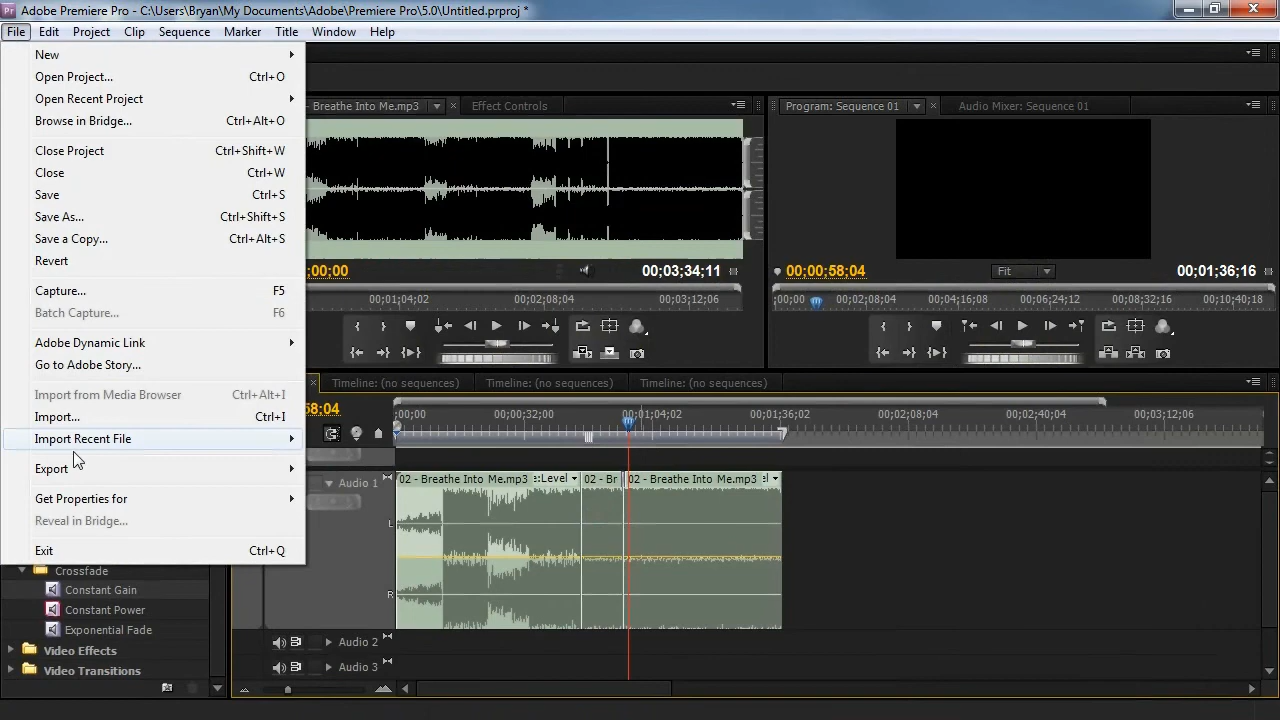 Pr Adobe Premiere Pro - C:\Users\Bryan\My Documents\Adobe\Premiere Pro\5.0\Untitled.prproj *
File Edit Project Clip Sequence Marker Title Window Help
New
Open Project... Ctrl+O
Open Recent Project
Browse in Bridge... Ctrl+Alt+O
Close Project Ctrl+Shift+W
Close Ctrl+W
Save Ctrl+S
Save As... Ctrl+Shift+S
Save a Copy... Ctrl+Alt+S
Revert
Capture... F5
Batch Capture... F6
Adobe Dynamic Link
Go to Adobe Story...
Import from Media Browser Ctrl+Alt+I
Import... Ctrl+I
Import Recent File
Export
Get Properties for
Reveal in Bridge...
Exit Ctrl+Q
Crossfade
Constant Gain
Constant Power
Exponential Fade
Video Effects
Video Transitions
- Breathe Into Me.mp3 Effect Controls
;00;00 00;03;34;11
00;01;04;02 00;02;08;04 00;03;12;06
Program: Sequence 01 Audio Mixer: Sequence 01
00;00;58;04 Fit 00;01;36;16
;00;00 00;02;08;04 00;04;16;08 00;06;24;12 00;08;32;16 00;10;40;18
Timeline: (no sequences) Timeline: (no sequences) Timeline: (no sequences)
58;04 ;00;00 00;00;32;00 00;01;04;02 00;01;36;02 00;02;08;04 00;02;40;04 00;03;12;06
Audio 1 02 - Breathe Into Me.mp3 e:Level 02 - Br 02 - Breathe Into Me.mp3 el
L
R
Audio 2
Audio 3